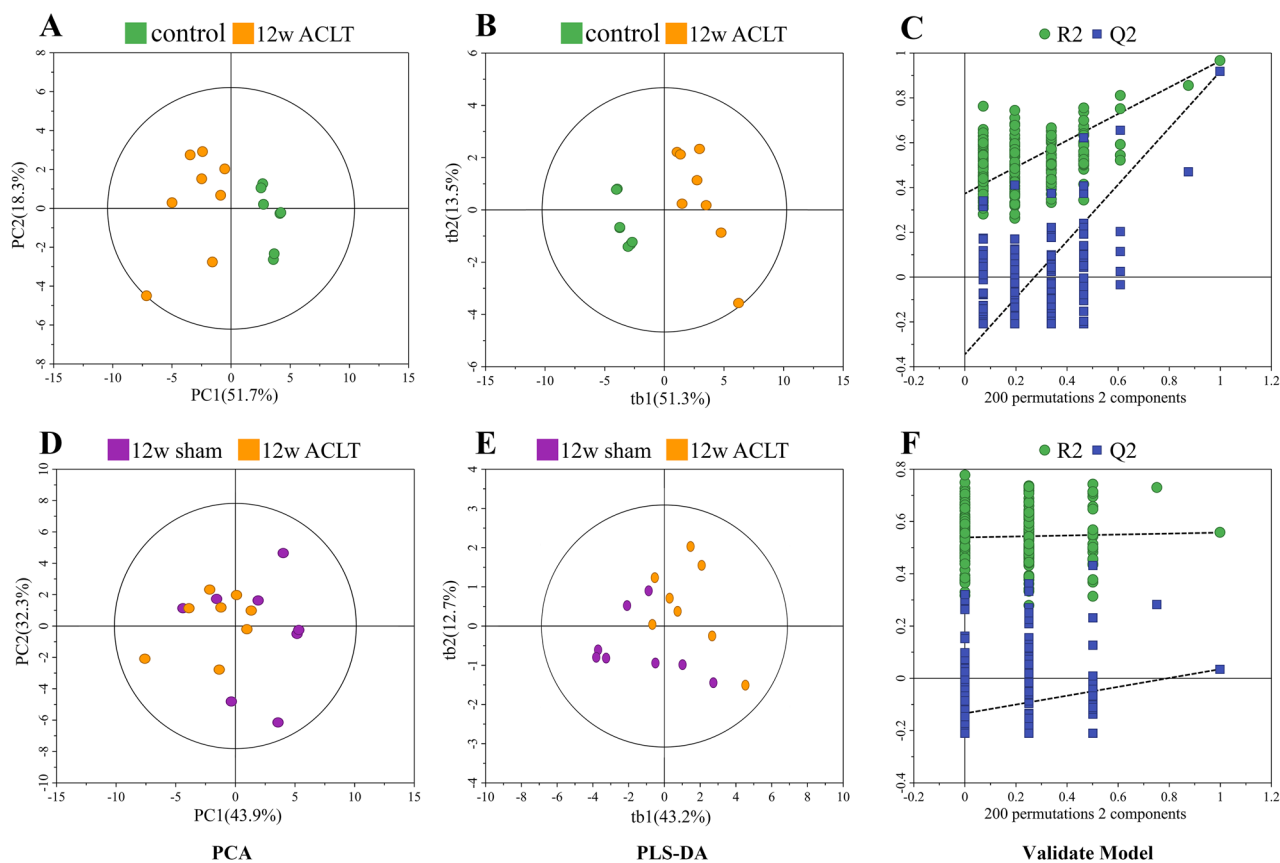 A
control 12w ACLT
8
6
4
2
0
-2
-4
-6
-8
PC2(18.3%)
-15 -10 -5 0 5 10 15
PC1(51.7%)
B
control 12w ACLT
6
4
2
0
-2
-4
-6
tb2(13.5%)
-15 -10 -5 0 5 10 15
tb1(51.3%)
C
R2 Q2
1
0.8
0.6
0.4
0.2
0
-0.2
-0.4
-0.2 0 0.2 0.4 0.6 0.8 1 1.2
200 permutations 2 components
D
12w sham 12w ACLT
10
8
6
4
2
0
-2
-4
-6
-8
-10
PC2(32.3%)
-15 -10 -5 0 5 10 15
PC1(43.9%)
PCA
E
12w sham 12w ACLT
4
3
2
1
0
-1
-2
-3
-4
tb2(12.7%)
-10 -8 -6 -4 -2 0 2 4 6 8 10
tb1(43.2%)
PLS-DA
F
R2 Q2
0.8
0.6
0.4
0.2
0
-0.2
-0.4
-0.2 0 0.2 0.4 0.6 0.8 1 1.2
200 permutations 2 components
Validate Model